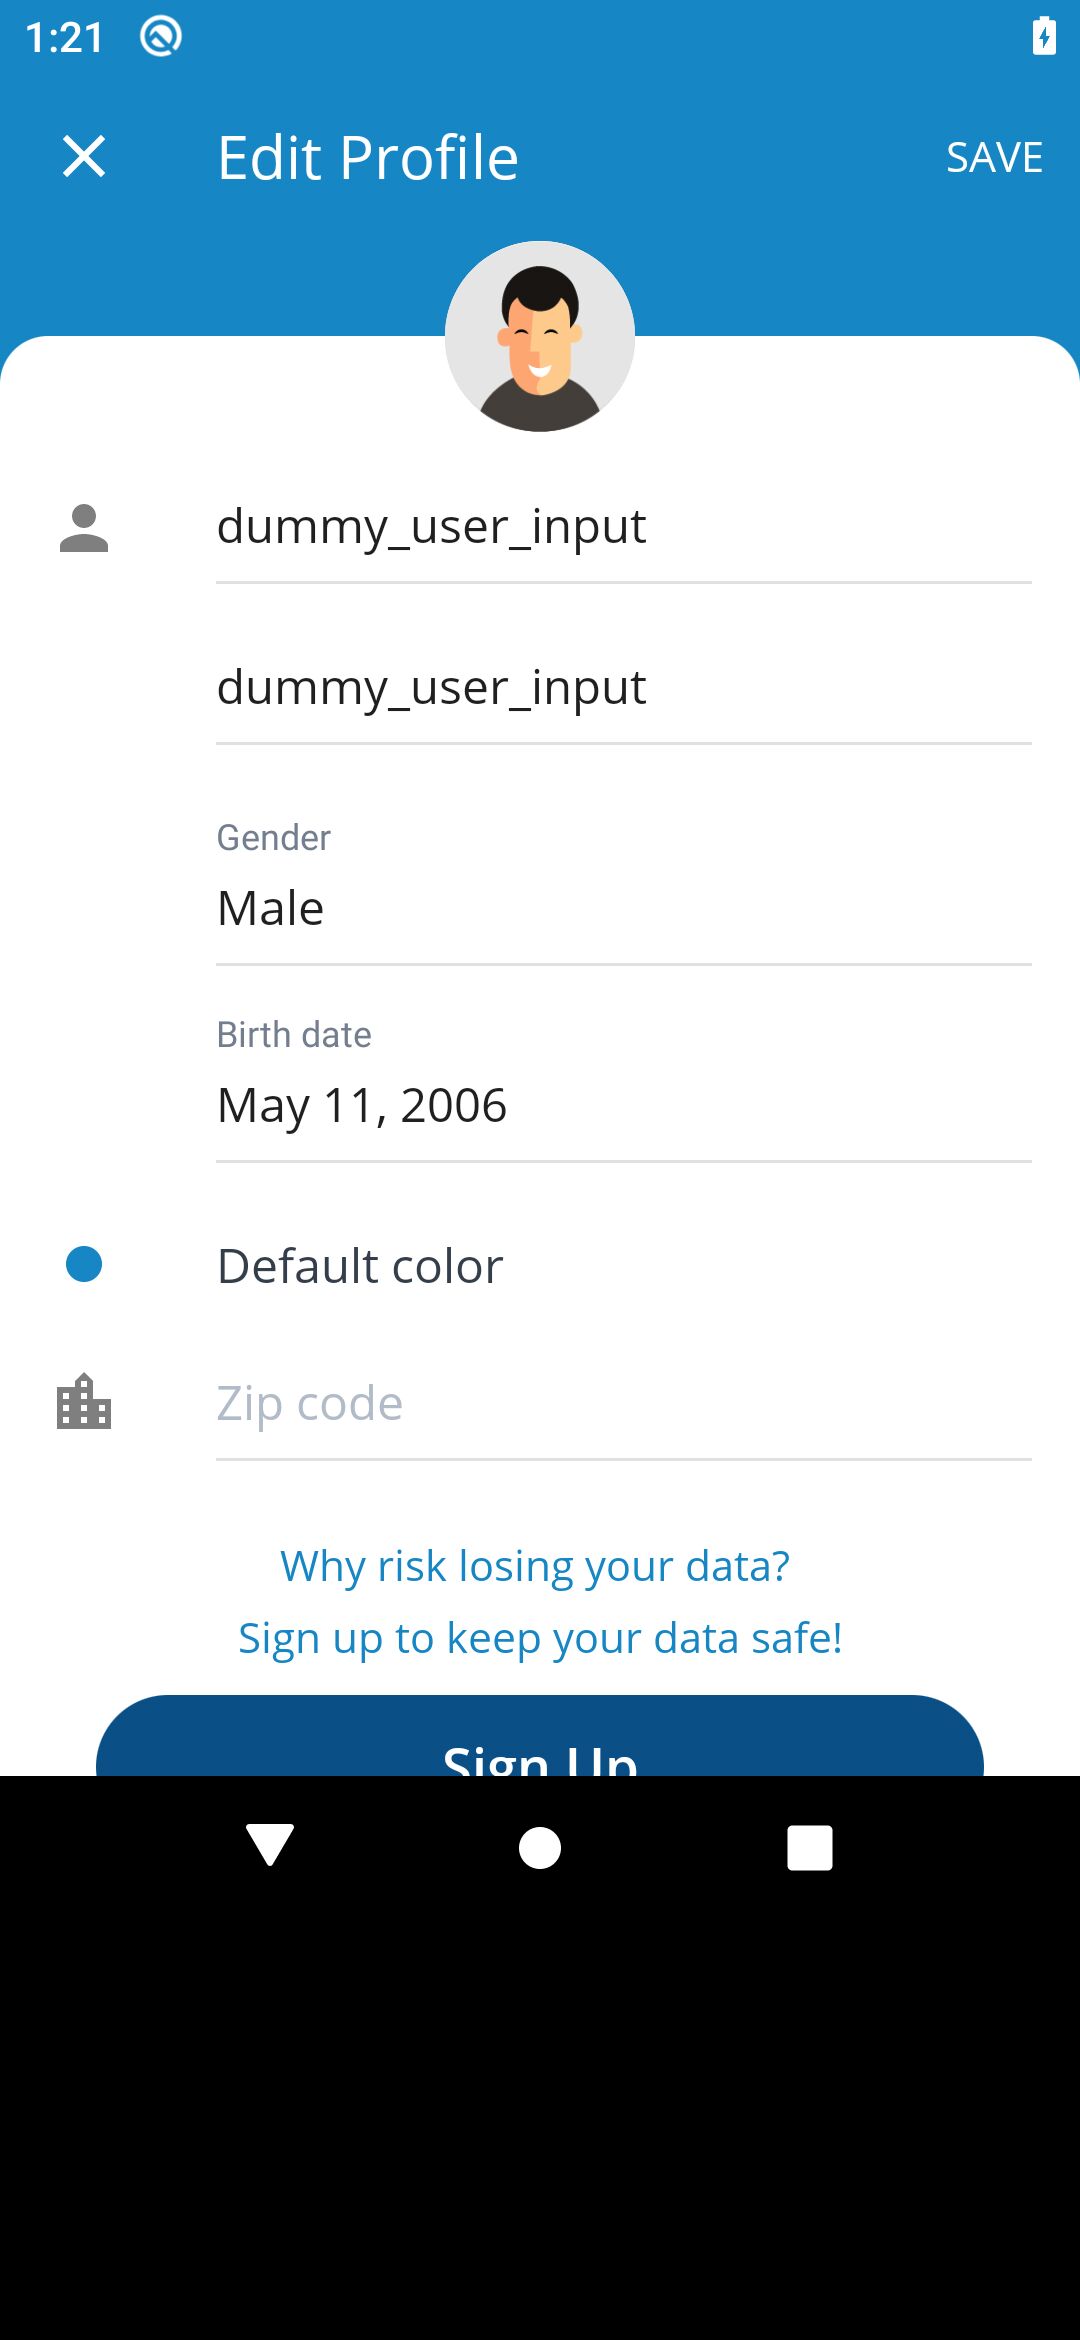 1:21
Edit Profile
SAVE
dummy_user_input
dummy_user_input
Gender
Male
Birth date
May 11, 2006
Default color
Zip code
Why risk losing your data?
Sign up to keep your data safe!
Sign Up